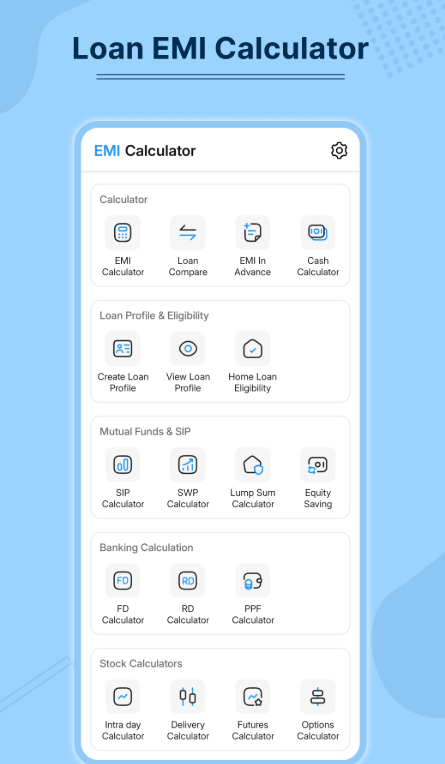 Loan EMI Calculator
EMI Calculator
Calculator
EMI
Calculator
Loan
Compare
EMI In
Advance
Cash
Calculator
Loan Profile & Eligibility
Create Loan
Profile
View Loan
Profile
Home Loan
Eligibility
Mutual Funds & SIP
SIP
Calculator
SWP
Calculator
Lump Sum
Calculator
Equity
Saving
Banking Calculation
FD
FD
Calculator
RD
RD
Calculator
PPF
Calculator
Stock Calculators
Intra day
Calculator
Delivery
Calculator
Futures
Calculator
Options
Calculator